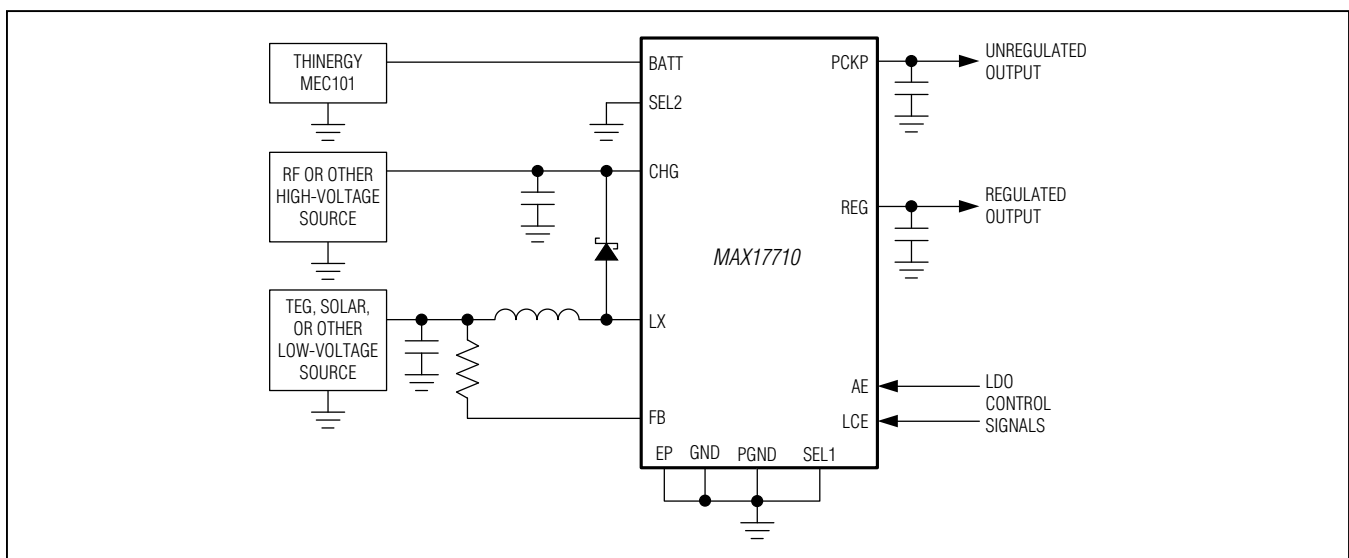 THINERGY
MEC101
RF OR OTHER
HIGH-VOLTAGE
SOURCE
TEG, SOLAR,
OR OTHER
LOW-VOLTAGE
SOURCE
BATT
SEL2
CHG
LX
FB
MAX17710
PCKP
REG
AE
LCE
EP GND PGND SEL1
UNREGULATED
OUTPUT
REGULATED
OUTPUT
LDO
CONTROL
SIGNALS